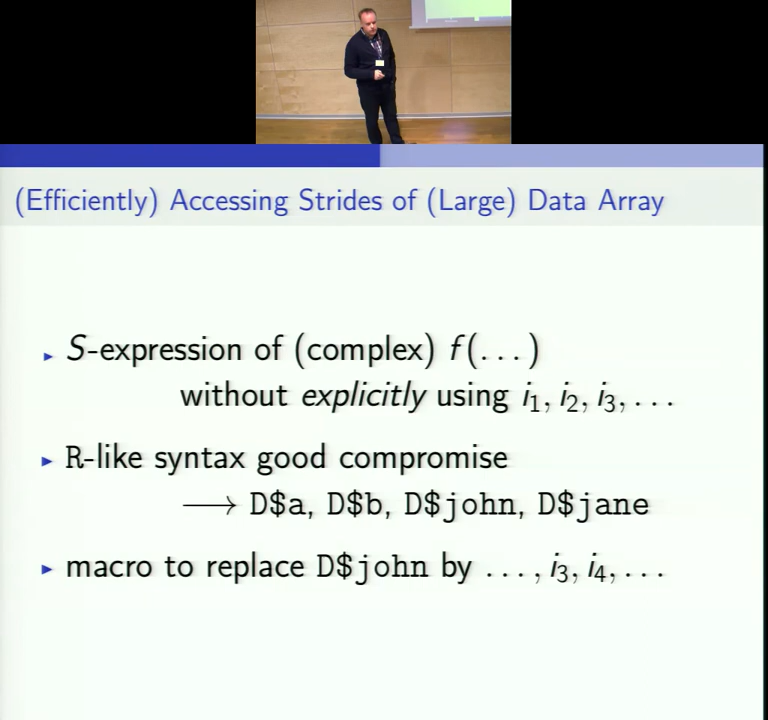 (Efficiently) Accessing Strides of (Large) Data Array
S-expression of (complex) f(...)
without explicitly using i₁, i₂, i₃, ...
R-like syntax good compromise
⟶ D$a, D$b, D$john, D$jane
macro to replace D$john by ..., i₃, i₄, ...